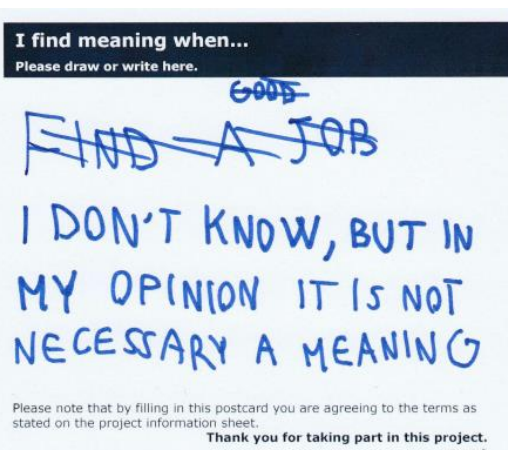 I find meaning when...
Please draw or write here.
GOOD
FIND A JOB
I DON'T KNOW, BUT IN
MY OPINION IT IS NOT
NECESSARY A MEANING
Please note that by filling in this postcard you are agreeing to the terms as
stated on the project information sheet.
Thank you for taking part in this project.